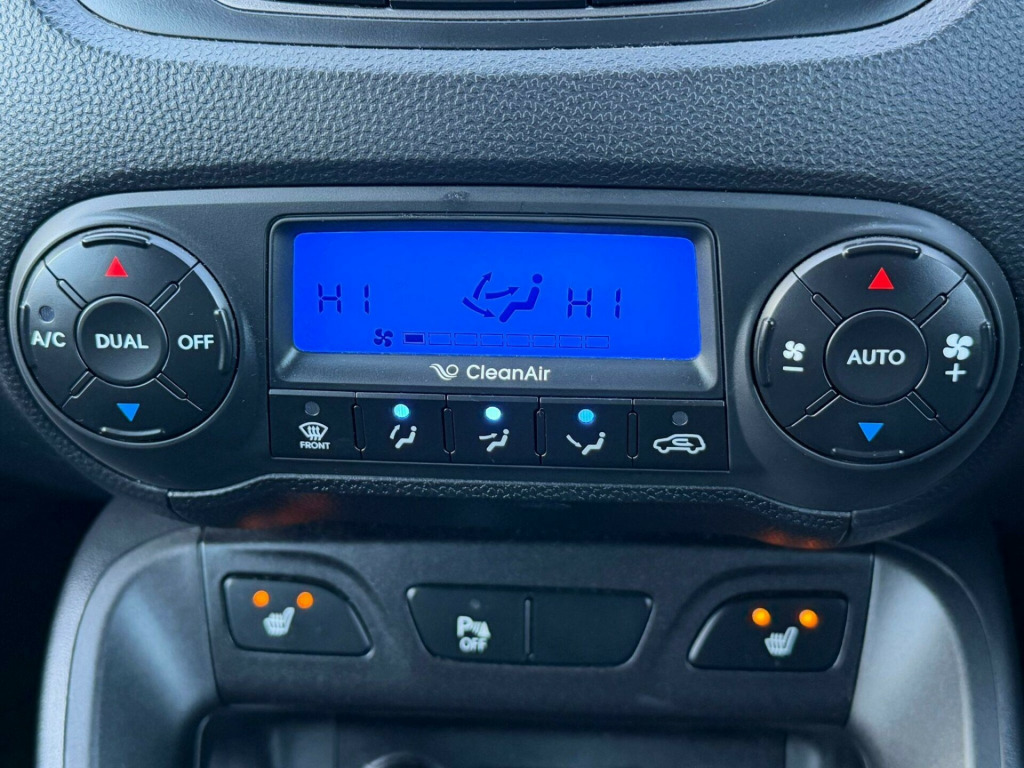 HI HI
CleanAir
A/C DUAL OFF
AUTO
FRONT
P
OFF